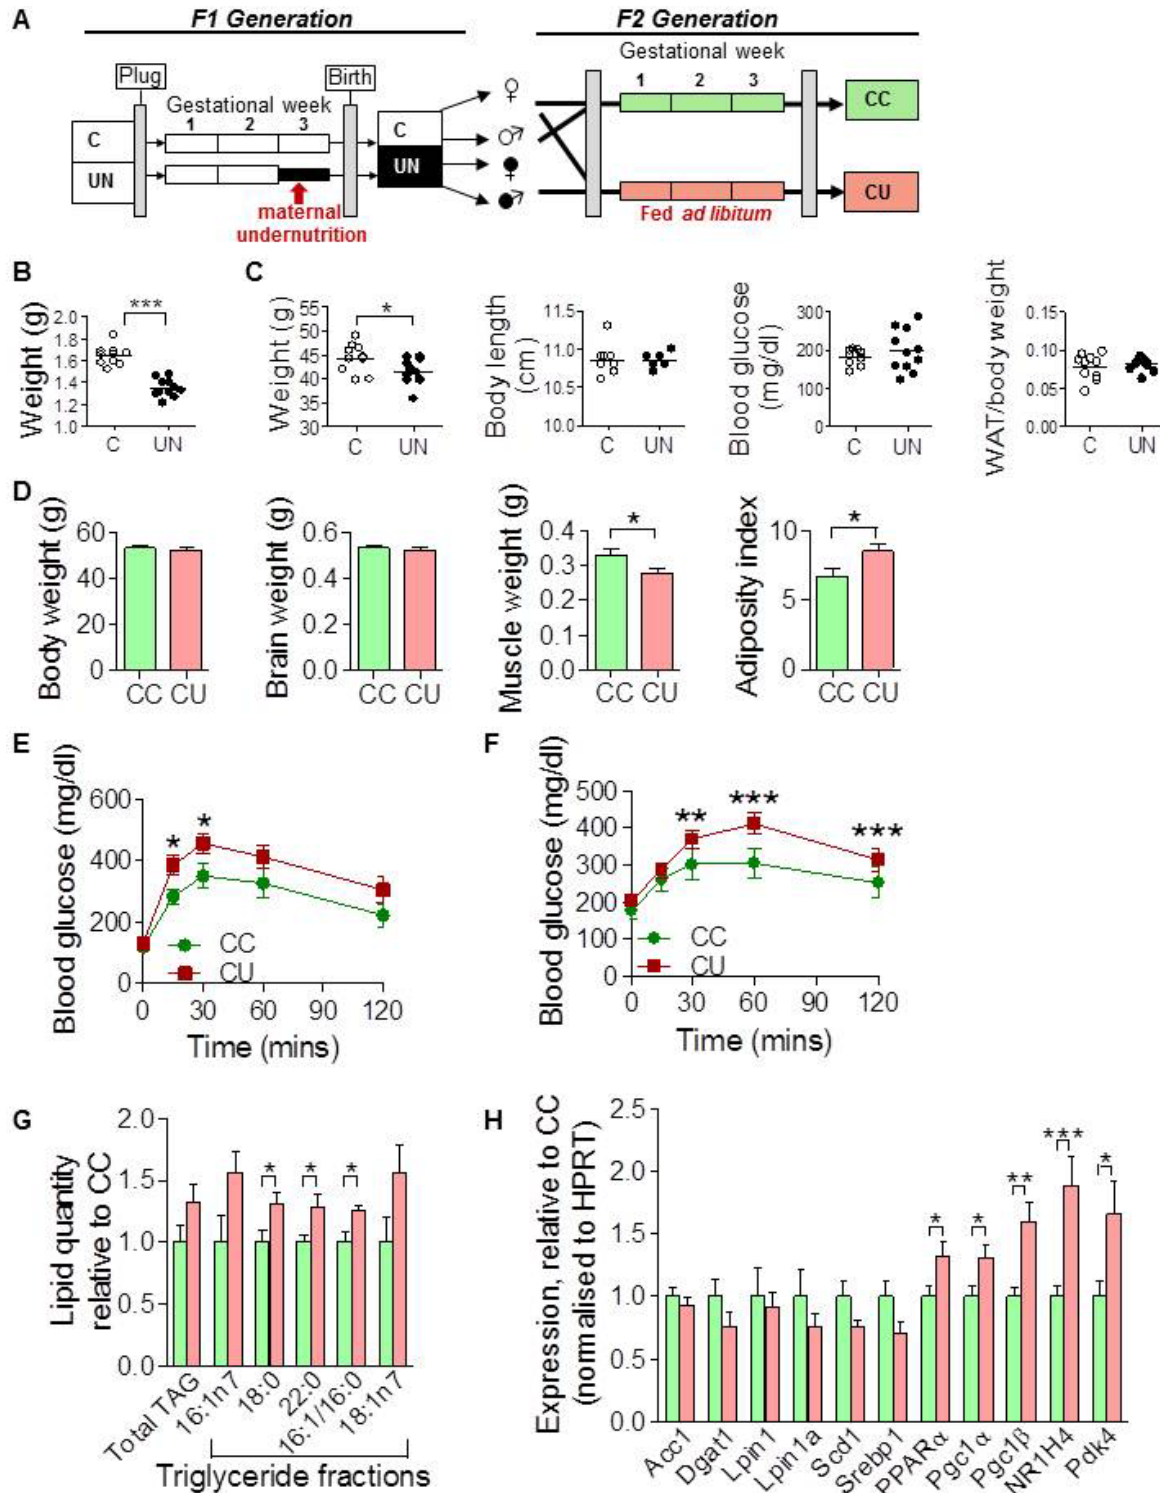 A
F1 Generation
F2 Generation
Plug
Birth
Gestational week
1 2 3
C
UN
maternal
undernutrition
C
UN
♀
♂
Gestational week
1 2 3
Fed ad libitum
CC
CU
B
Weight (g)
2.0
1.8
1.6
1.4
1.2
1.0
***
C UN
C
Weight (g)
55
50
45
40
35
30
*
C UN
Body length
(cm)
11.5
11.0
10.5
10.0
C UN
Blood glucose
(mg/dl)
300
200
100
0
C UN
WAT/bodyweight
0.15
0.10
0.05
0.00
C UN
D
Body weight (g)
60
40
20
0
CC CU
Brain weight (g)
0.6
0.4
0.2
0.0
CC CU
Muscle weight (g)
0.4
0.3
0.2
0.1
0.0
*
CC CU
Adiposity index
10
5
0
*
CC CU
E
Blood glucose (mg/dl)
600
400
200
0
* *
CC
CU
0 30 60 90 120
Time (mins)
F
Blood glucose (mg/dl)
500
400
300
200
100
0
** *** ***
CC
CU
0 30 60 90 120
Time (mins)
G
Lipid quantity
relative to CC
2.0
1.5
1.0
0.5
0.0
* * *
Total TAG 16:1n7 18:0 22:0 16:1/16:0 18:1n7
Triglyceride fractions
H
Expression, relative to CC
(normalised to HPRT)
2.5
2.0
1.5
1.0
0.5
0.0
* * ** *** *
Acc1 Dgat1 Lpin1 Lpin1a Scd1 Srebp1 PPARα Pgc1α Pgc1β NR1H4 Pdk4